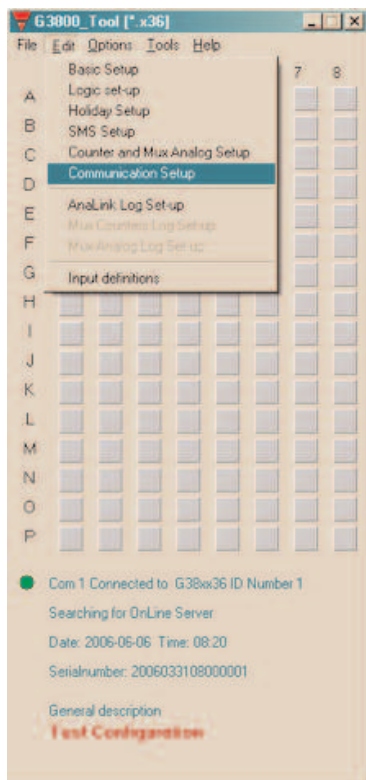 G3800_Tool [*.x36]
File Edit Options Tools Help
Basic Setup
Logic set-up
Holiday Setup
SMS Setup
Counter and Mux Analog Setup
Communication Setup
AnaLink Log Set-up
Mux Counters Log Set-up
Mux Analog Log Set-up
Input definitions
7 8
A
B
C
D
E
F
G
H
I
J
K
L
M
N
O
P
Com 1 Connected to G38xx36 ID Number 1
Searching for OnLine Server
Date: 2006-06-06 Time: 08:20
Serialnumber: 2006033108000001
General description
Test Configuration